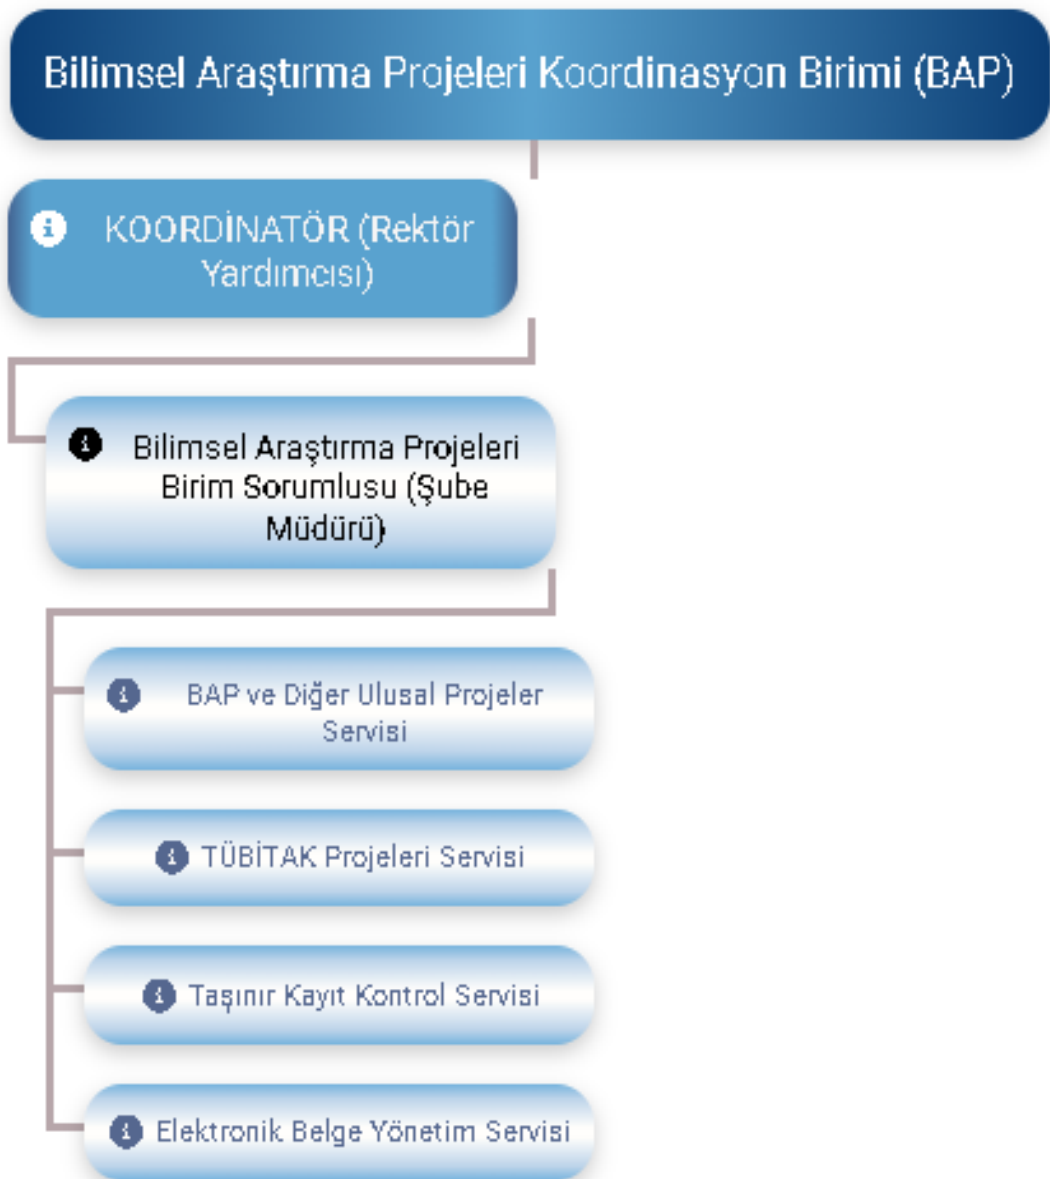 Bilimsel Araştırma Projeleri Koordinasyon Birimi (BAP)
KOORDİNATÖR (Rektör
Yardımcısı)
Bilimsel Araştırma Projeleri
Birim Sorumlusu (Şube
Müdürü)
BAP ve Diğer Ulusal Projeler
Servisi
TÜBİTAK Projeleri Servisi
Taşınır Kayıt Kontrol Servisi
Elektronik Belge Yönetim Servisi